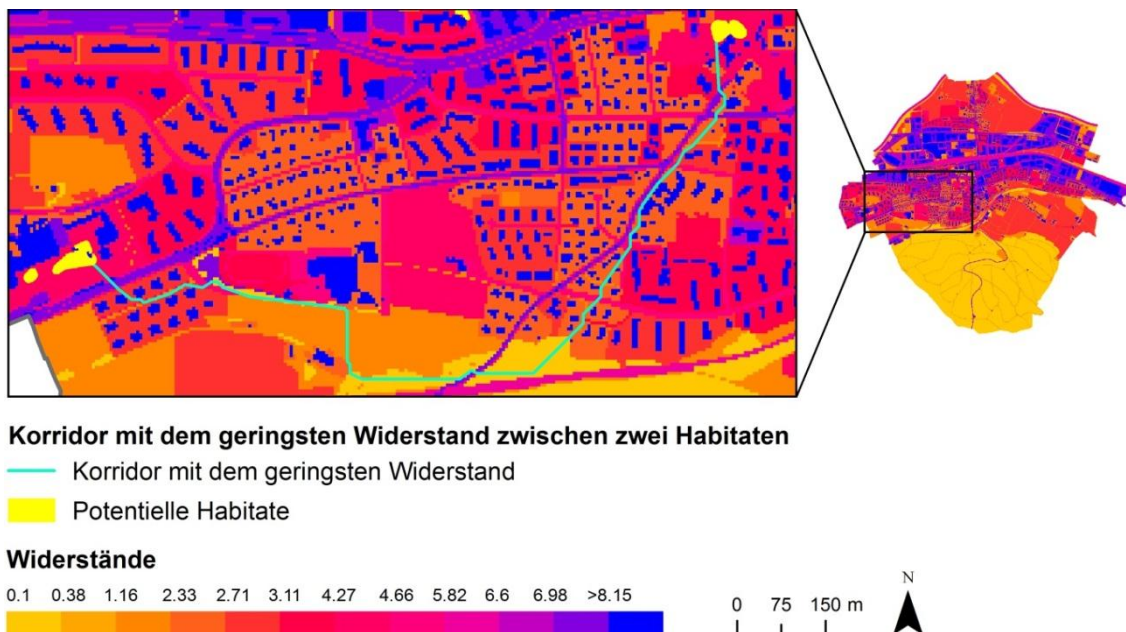 Korridor mit dem geringsten Widerstand zwischen zwei Habitaten
Korridor mit dem geringsten Widerstand
Potentielle Habitate
Widerstände
0.1 0.38 1.16 2.33 2.71 3.11 4.27 4.66 5.82 6.6 6.98 >8.15
0 75 150 m
N